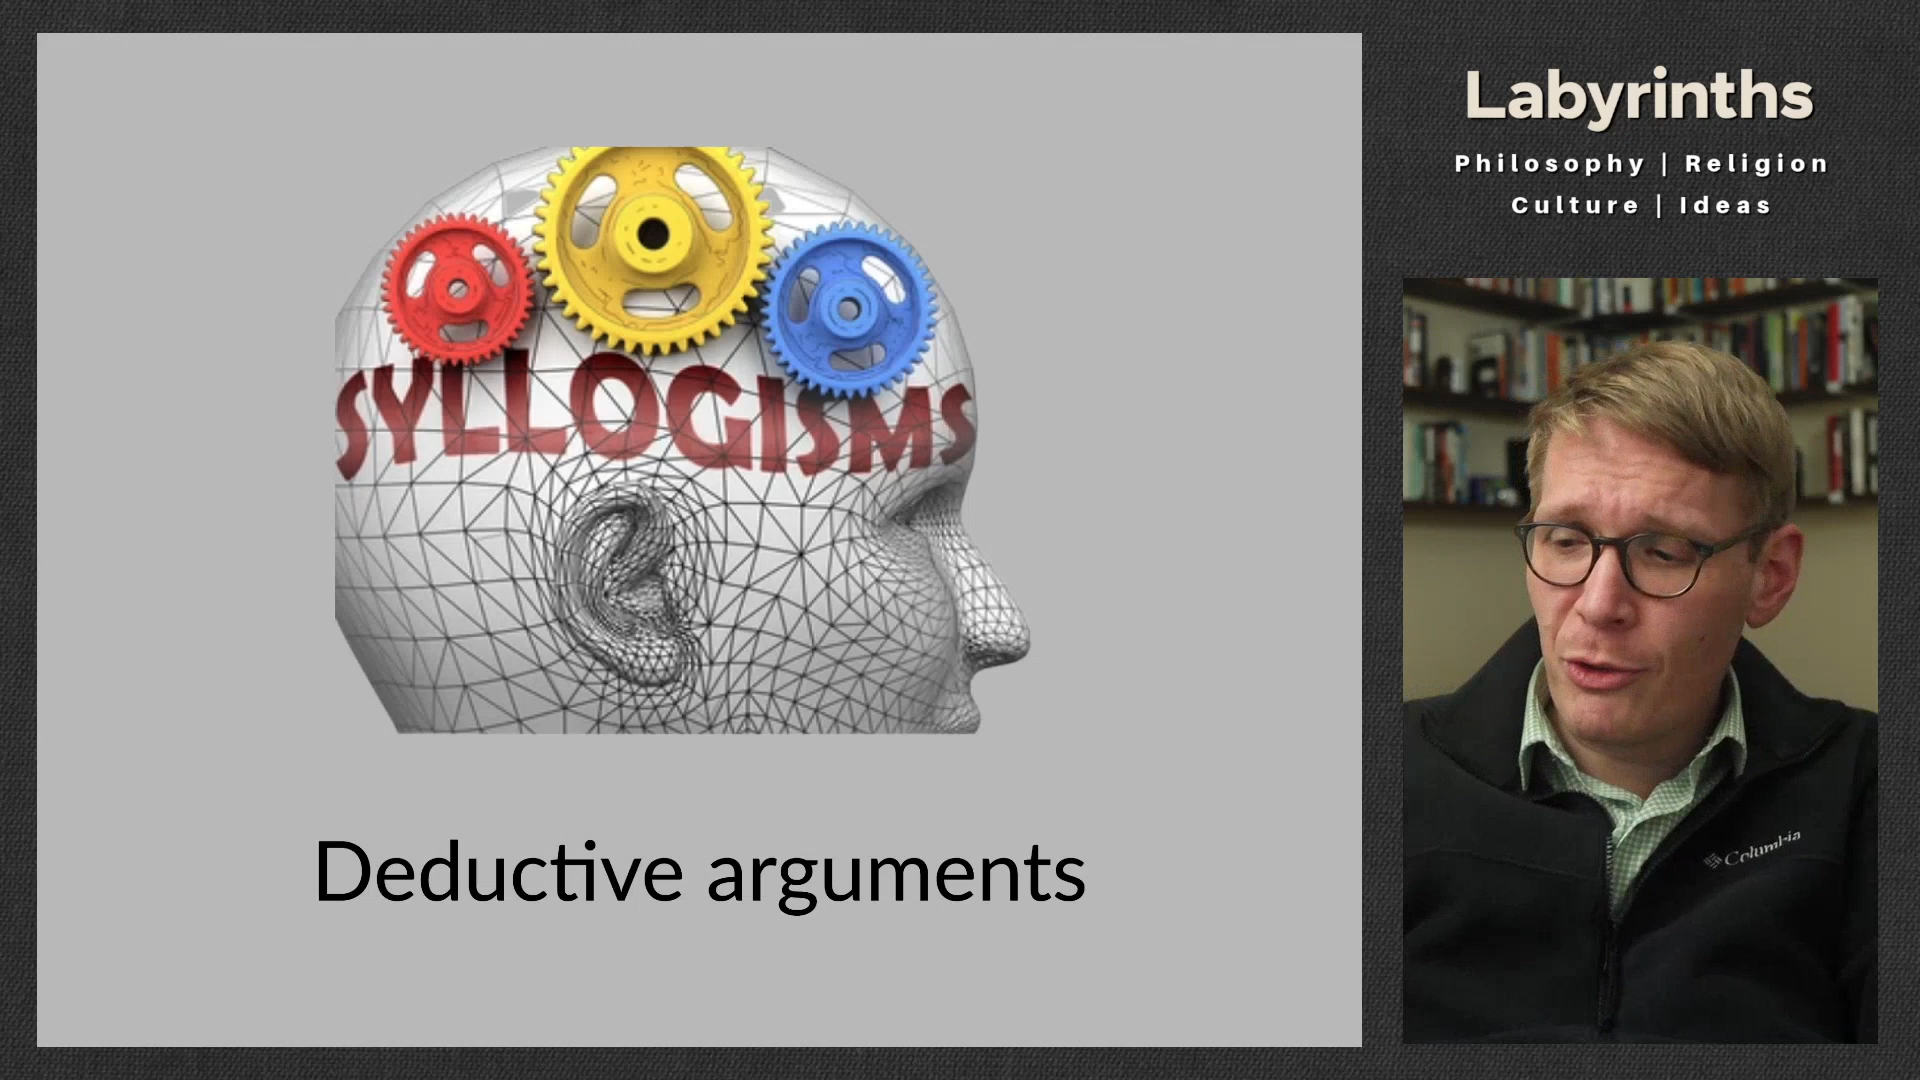 SYLLOGISMS
Deductive arguments
Labyrinths
Philosophy | Religion
Culture | Ideas
Columbia